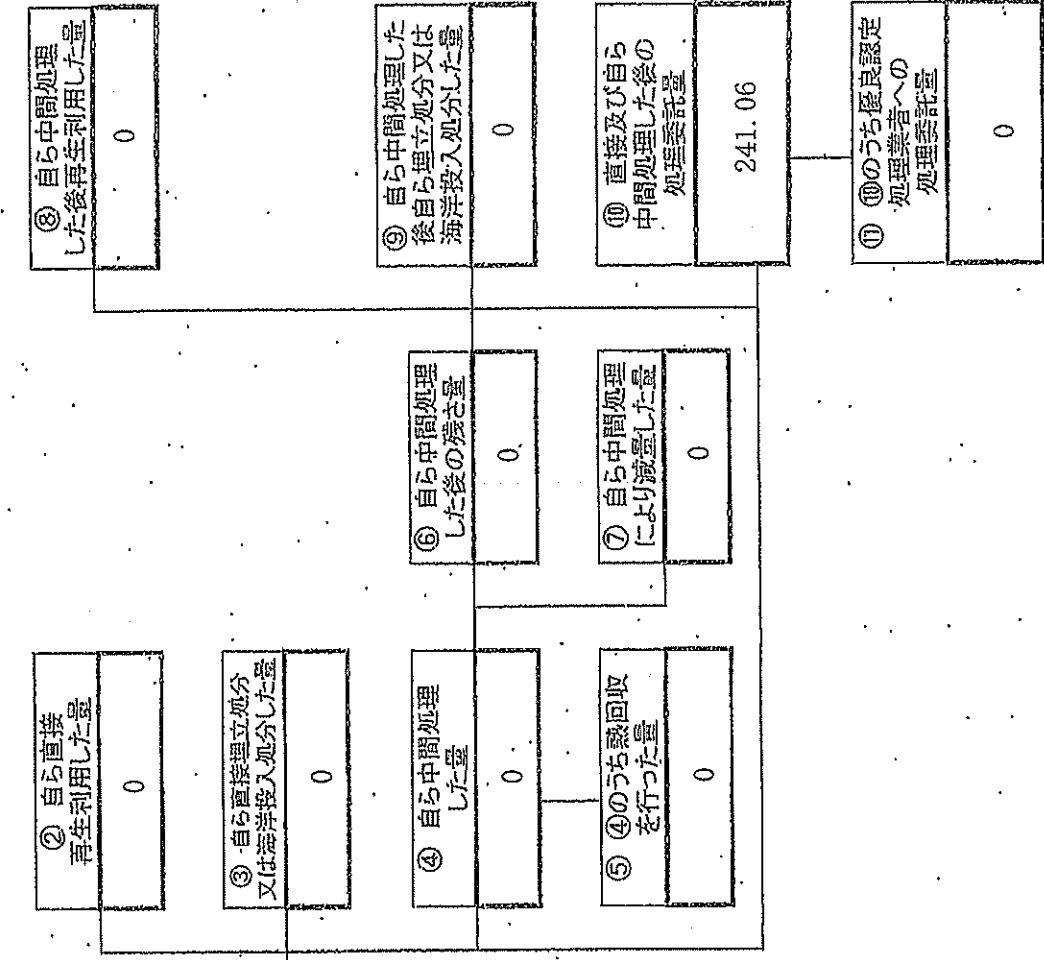 ② 自ら直接
再生利用した量
0
③ 自ら直接埋立処分
又は海洋投入処分した量
0
④ 自ら中間処理
した量
0
⑤ ④のうち熱回収
を行った量
0
⑥ 自ら中間処理
した後の残さ量
0
⑦ 自ら中間処理
により減量した量
0
⑧ 自ら中間処理
した後再生利用した量
0
⑨ 自ら中間処理した
後自ら埋立処分又は
海洋投入処分した量
0
⑩ 直接及び自ら
中間処理した後の
処理委託量
241.06
⑪ ⑩のうち優良認定
処理業者への
処理委託量
0